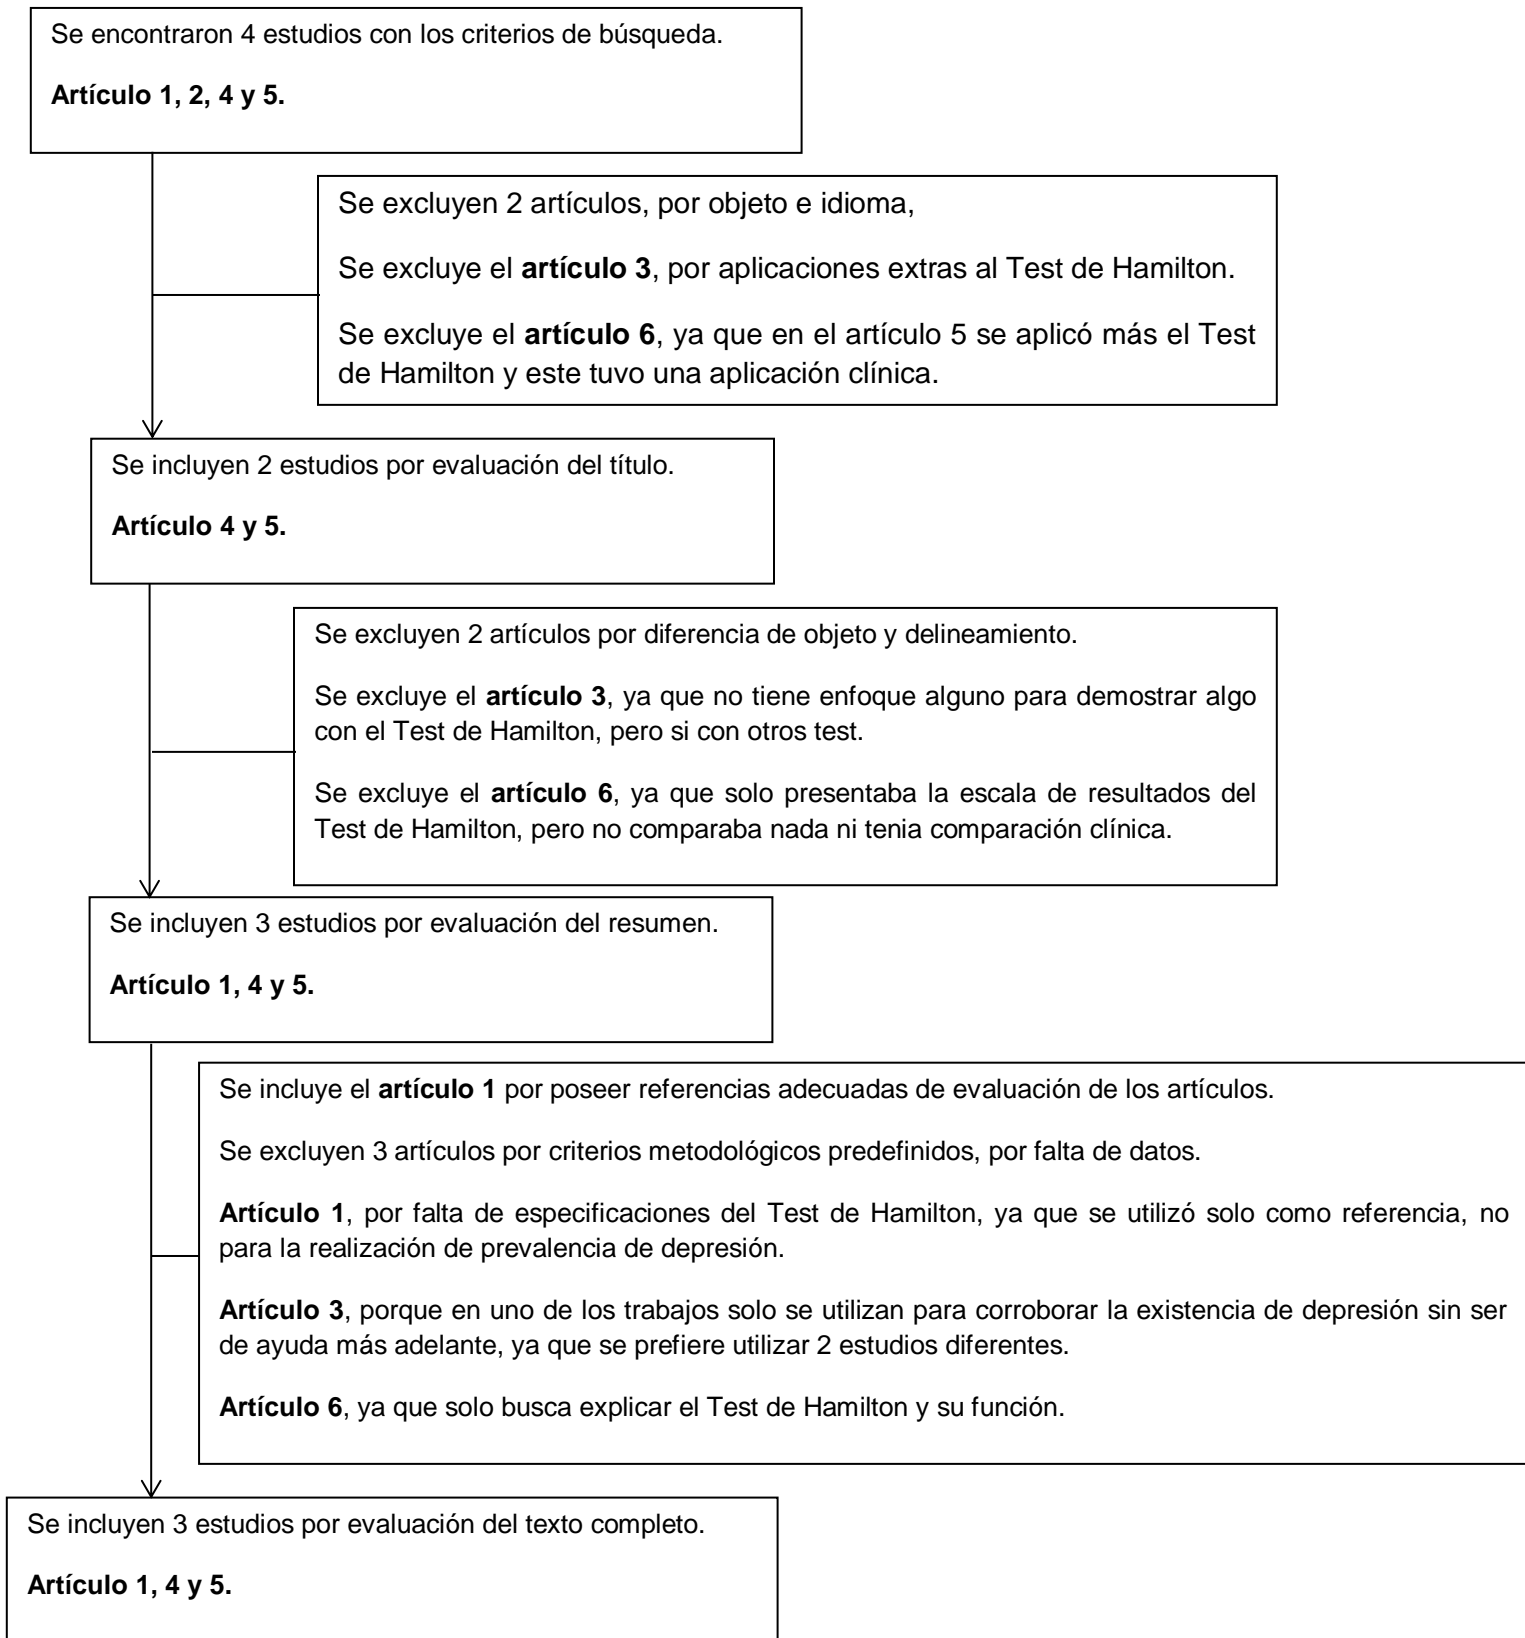 Se encontraron 4 estudios con los criterios de búsqueda.
Artículo 1, 2, 4 y 5.
Se excluyen 2 artículos, por objeto e idioma,
Se excluye el artículo 3, por aplicaciones extras al Test de Hamilton.
Se excluye el artículo 6, ya que en el artículo 5 se aplicó más el Test
de Hamilton y este tuvo una aplicación clínica.
Se incluyen 2 estudios por evaluación del título.
Artículo 4 y 5.
Se excluyen 2 artículos por diferencia de objeto y delineamiento.
Se excluye el artículo 3, ya que no tiene enfoque alguno para demostrar algo
con el Test de Hamilton, pero si con otros test.
Se excluye el artículo 6, ya que solo presentaba la escala de resultados del
Test de Hamilton, pero no comparaba nada ni tenia comparación clínica.
Se incluyen 3 estudios por evaluación del resumen.
Artículo 1, 4 y 5.
Se incluye el artículo 1 por poseer referencias adecuadas de evaluación de los artículos.
Se excluyen 3 artículos por criterios metodológicos predefinidos, por falta de datos.
Artículo 1, por falta de especificaciones del Test de Hamilton, ya que se utilizó solo como referencia, no
para la realización de prevalencia de depresión.
Artículo 3, porque en uno de los trabajos solo se utilizan para corroborar la existencia de depresión sin ser
de ayuda más adelante, ya que se prefiere utilizar 2 estudios diferentes.
Artículo 6, ya que solo busca explicar el Test de Hamilton y su función.
Se incluyen 3 estudios por evaluación del texto completo.
Artículo 1, 4 y 5.